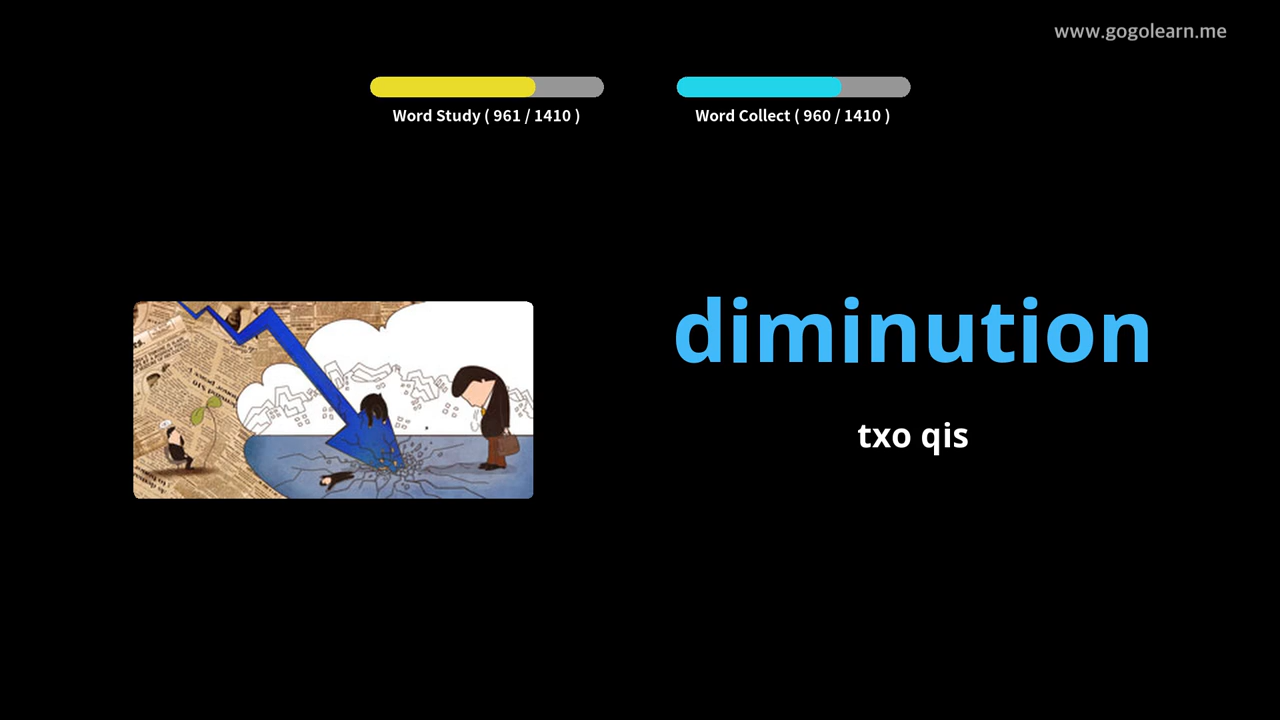 www.gogolearn.me
Word Study ( 961 / 1410 )
Word Collect ( 960 / 1410 )
diminution
txo qis